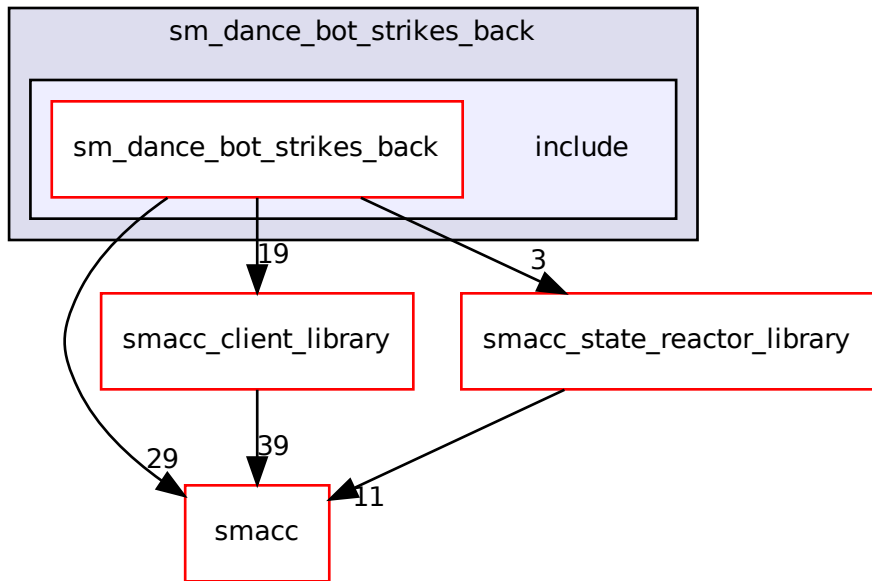 sm_dance_bot_strikes_back
sm_dance_bot_strikes_back
include
19
3
smacc_client_library
smacc_state_reactor_library
29
39
11
smacc